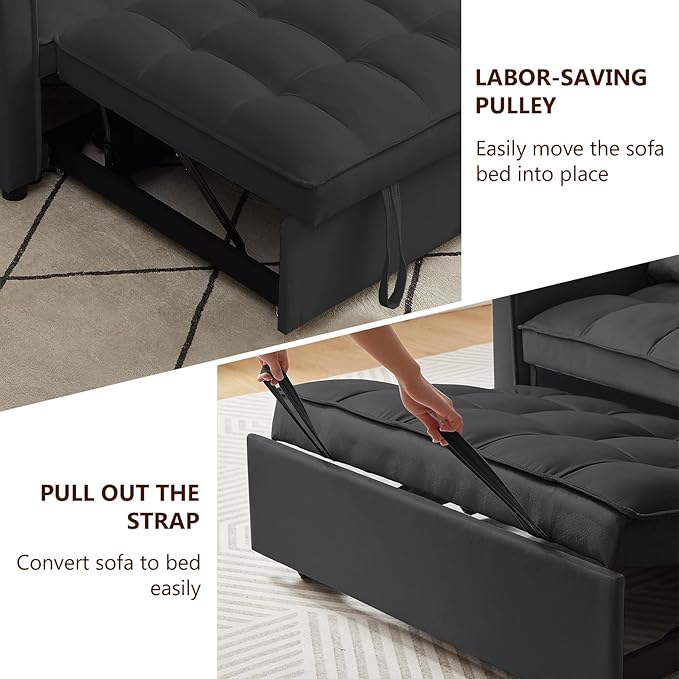 LABOR-SAVING
PULLEY
Easily move the sofa
bed into place
PULL OUT THE
STRAP
Convert sofa to bed
easily